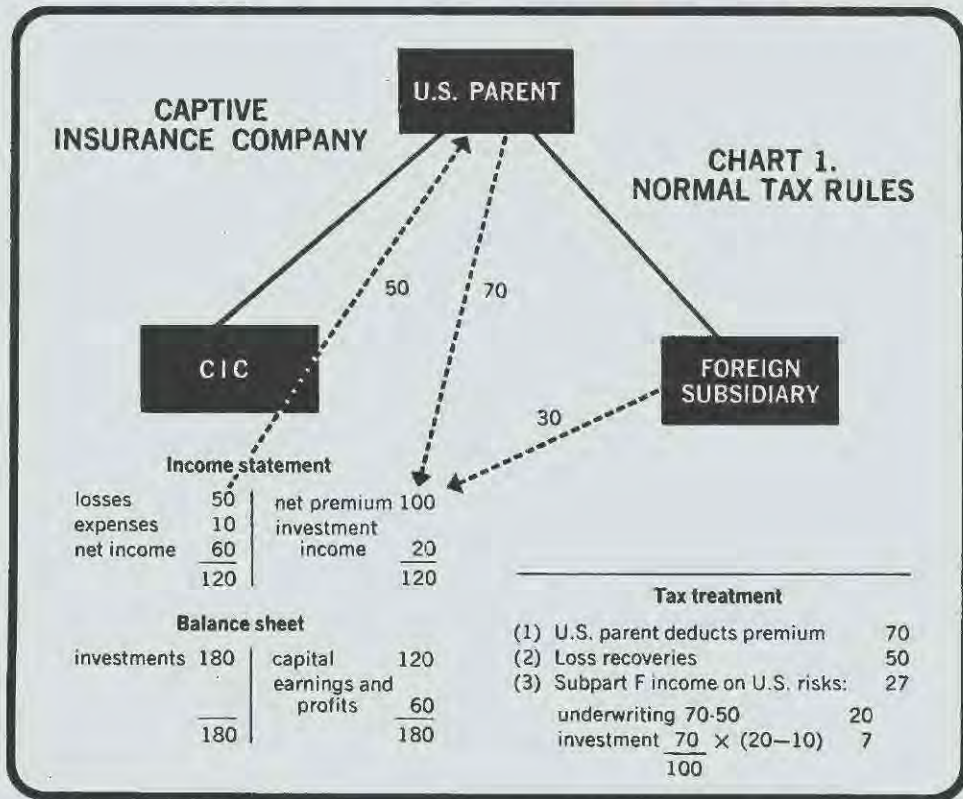 U.S. PARENT
CAPTIVE
INSURANCE COMPANY
CHART 1.
NORMAL TAX RULES
50
70
CIC
FOREIGN
SUBSIDIARY
30
Income statement
losses 50 net premium 100
expenses 10 investment
net income 60 income 20
120 120
Balance sheet
investments 180 capital 120
earnings and
profits 60
180 180
Tax treatment
(1) U.S. parent deducts premium 70
(2) Loss recoveries 50
(3) Subpart F income on U.S. risks: 27
underwriting 70-50 20
investment 70 × (20—10) 7
100